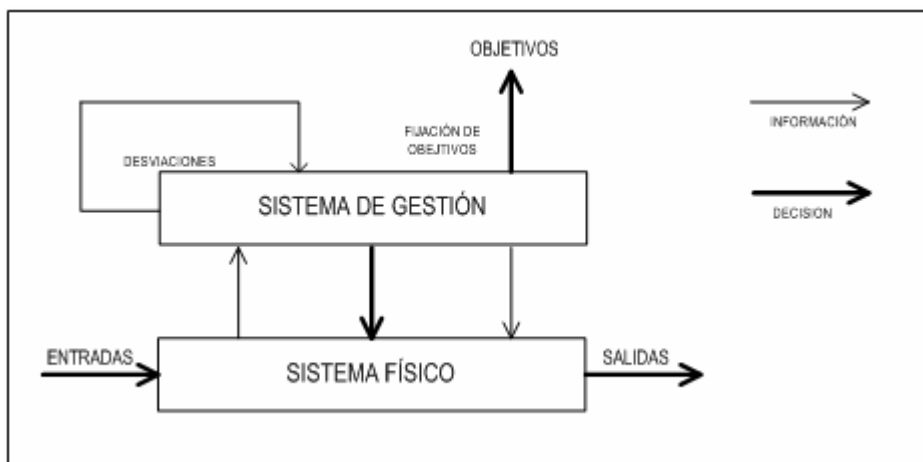 OBJETIVOS
FIJACIÓN DE
OBEJTIVOS
INFORMACIÓN
DESVIACIONES
SISTEMA DE GESTIÓN
DECISION
ENTRADAS
SISTEMA FÍSICO
SALIDAS